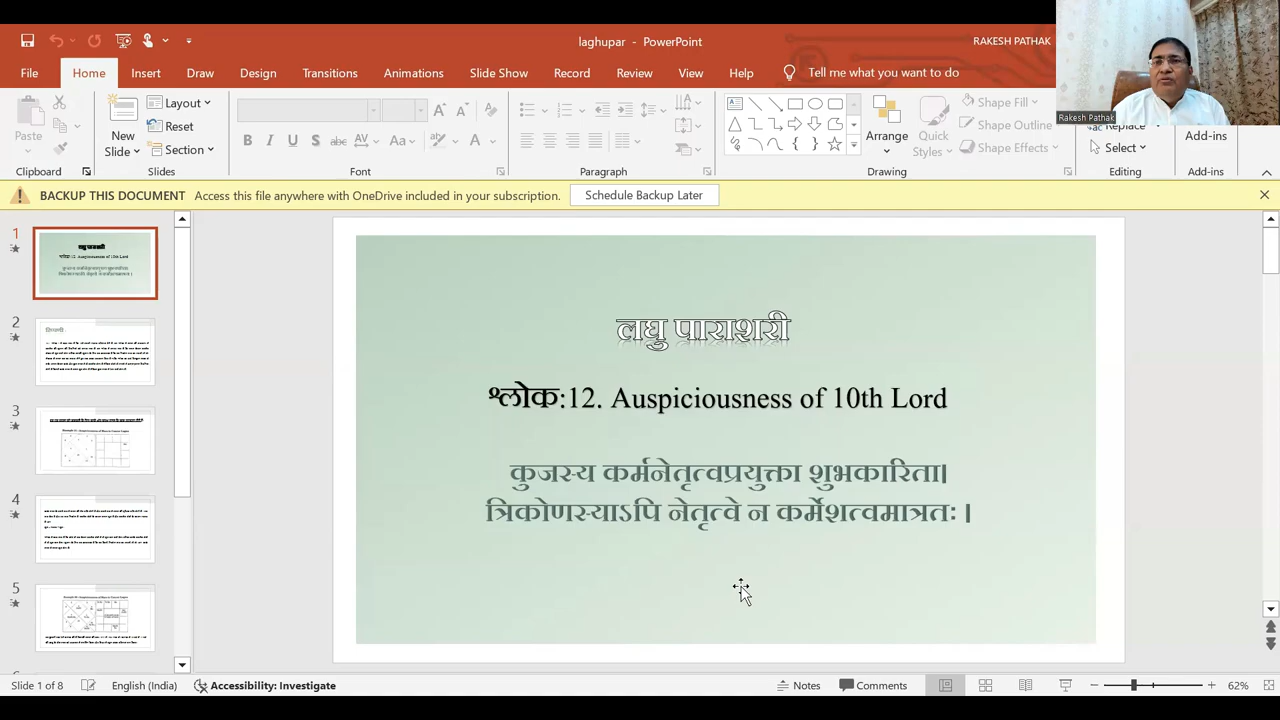 laghupar - PowerPoint
RAKESH PATHAK
File Home Insert Draw Design Transitions Animations Slide Show Record Review View Help Tell me what you want to do
Paste
New Slide
Layout
Reset
Section
Arrange
Quick Styles
Shape Fill
Shape Outline
Shape Effects
Replace
Select
Add-ins
Rakesh Pathak
Clipboard Slides Font Paragraph Drawing Editing Add-ins
BACKUP THIS DOCUMENT Access this file anywhere with OneDrive included in your subscription. Schedule Backup Later
1
2
3
4
5
लघु पाराशरी
श्लोक:12. Auspiciousness of 10th Lord
कुजस्य कर्मनेतृत्वप्रयुक्ता शुभकारिता।
त्रिकोणस्याऽपि नेतृत्वे न कर्मेशत्वमात्रतः ।
Slide 1 of 8 English (India) Accessibility: Investigate Notes Comments 62%